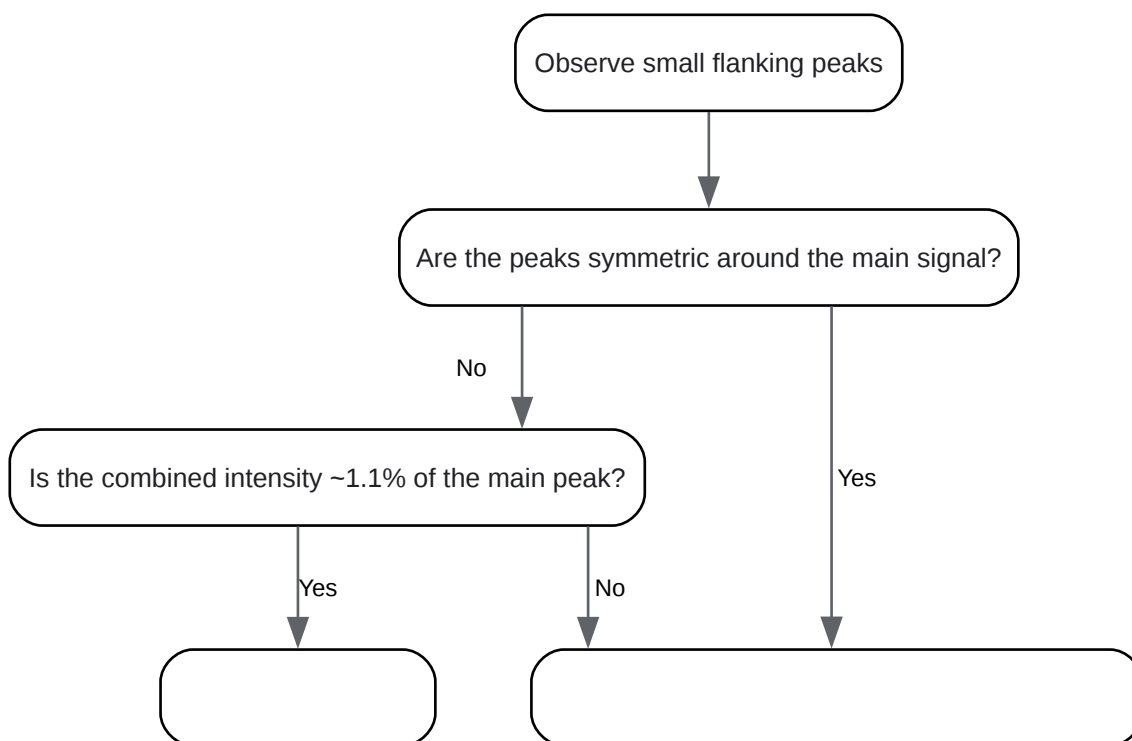 Observe small flanking peaks
Are the peaks symmetric around the main signal?
No
Is the combined intensity ~1.1% of the main peak?
Yes
Yes
No